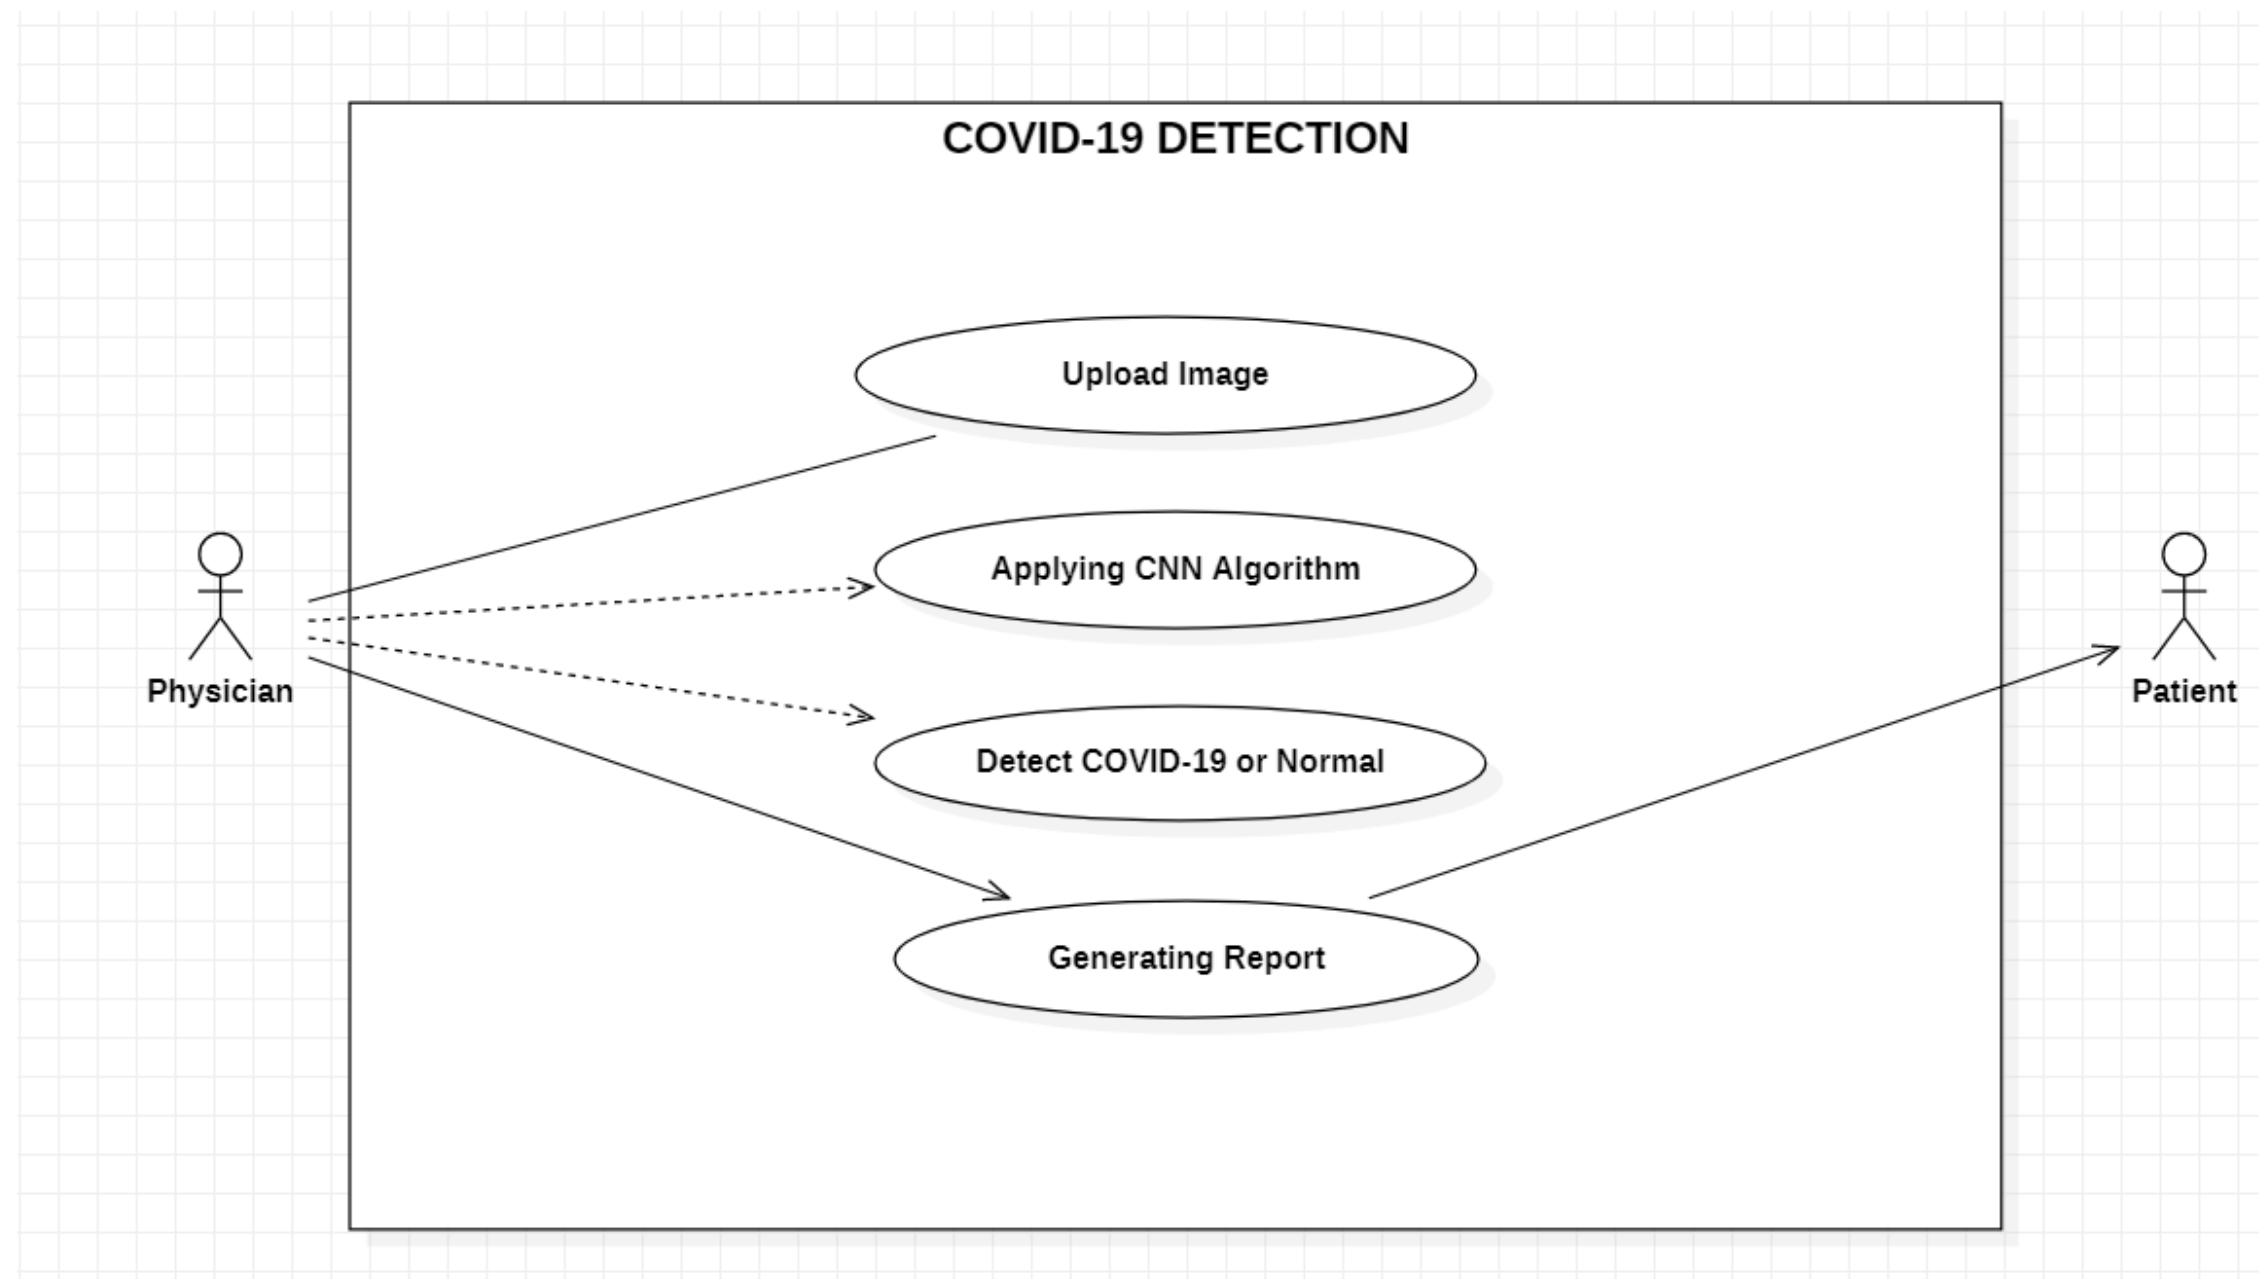 COVID-19 DETECTION
Upload Image
Applying CNN Algorithm
Physician
Patient
Detect COVID-19 or Normal
Generating Report